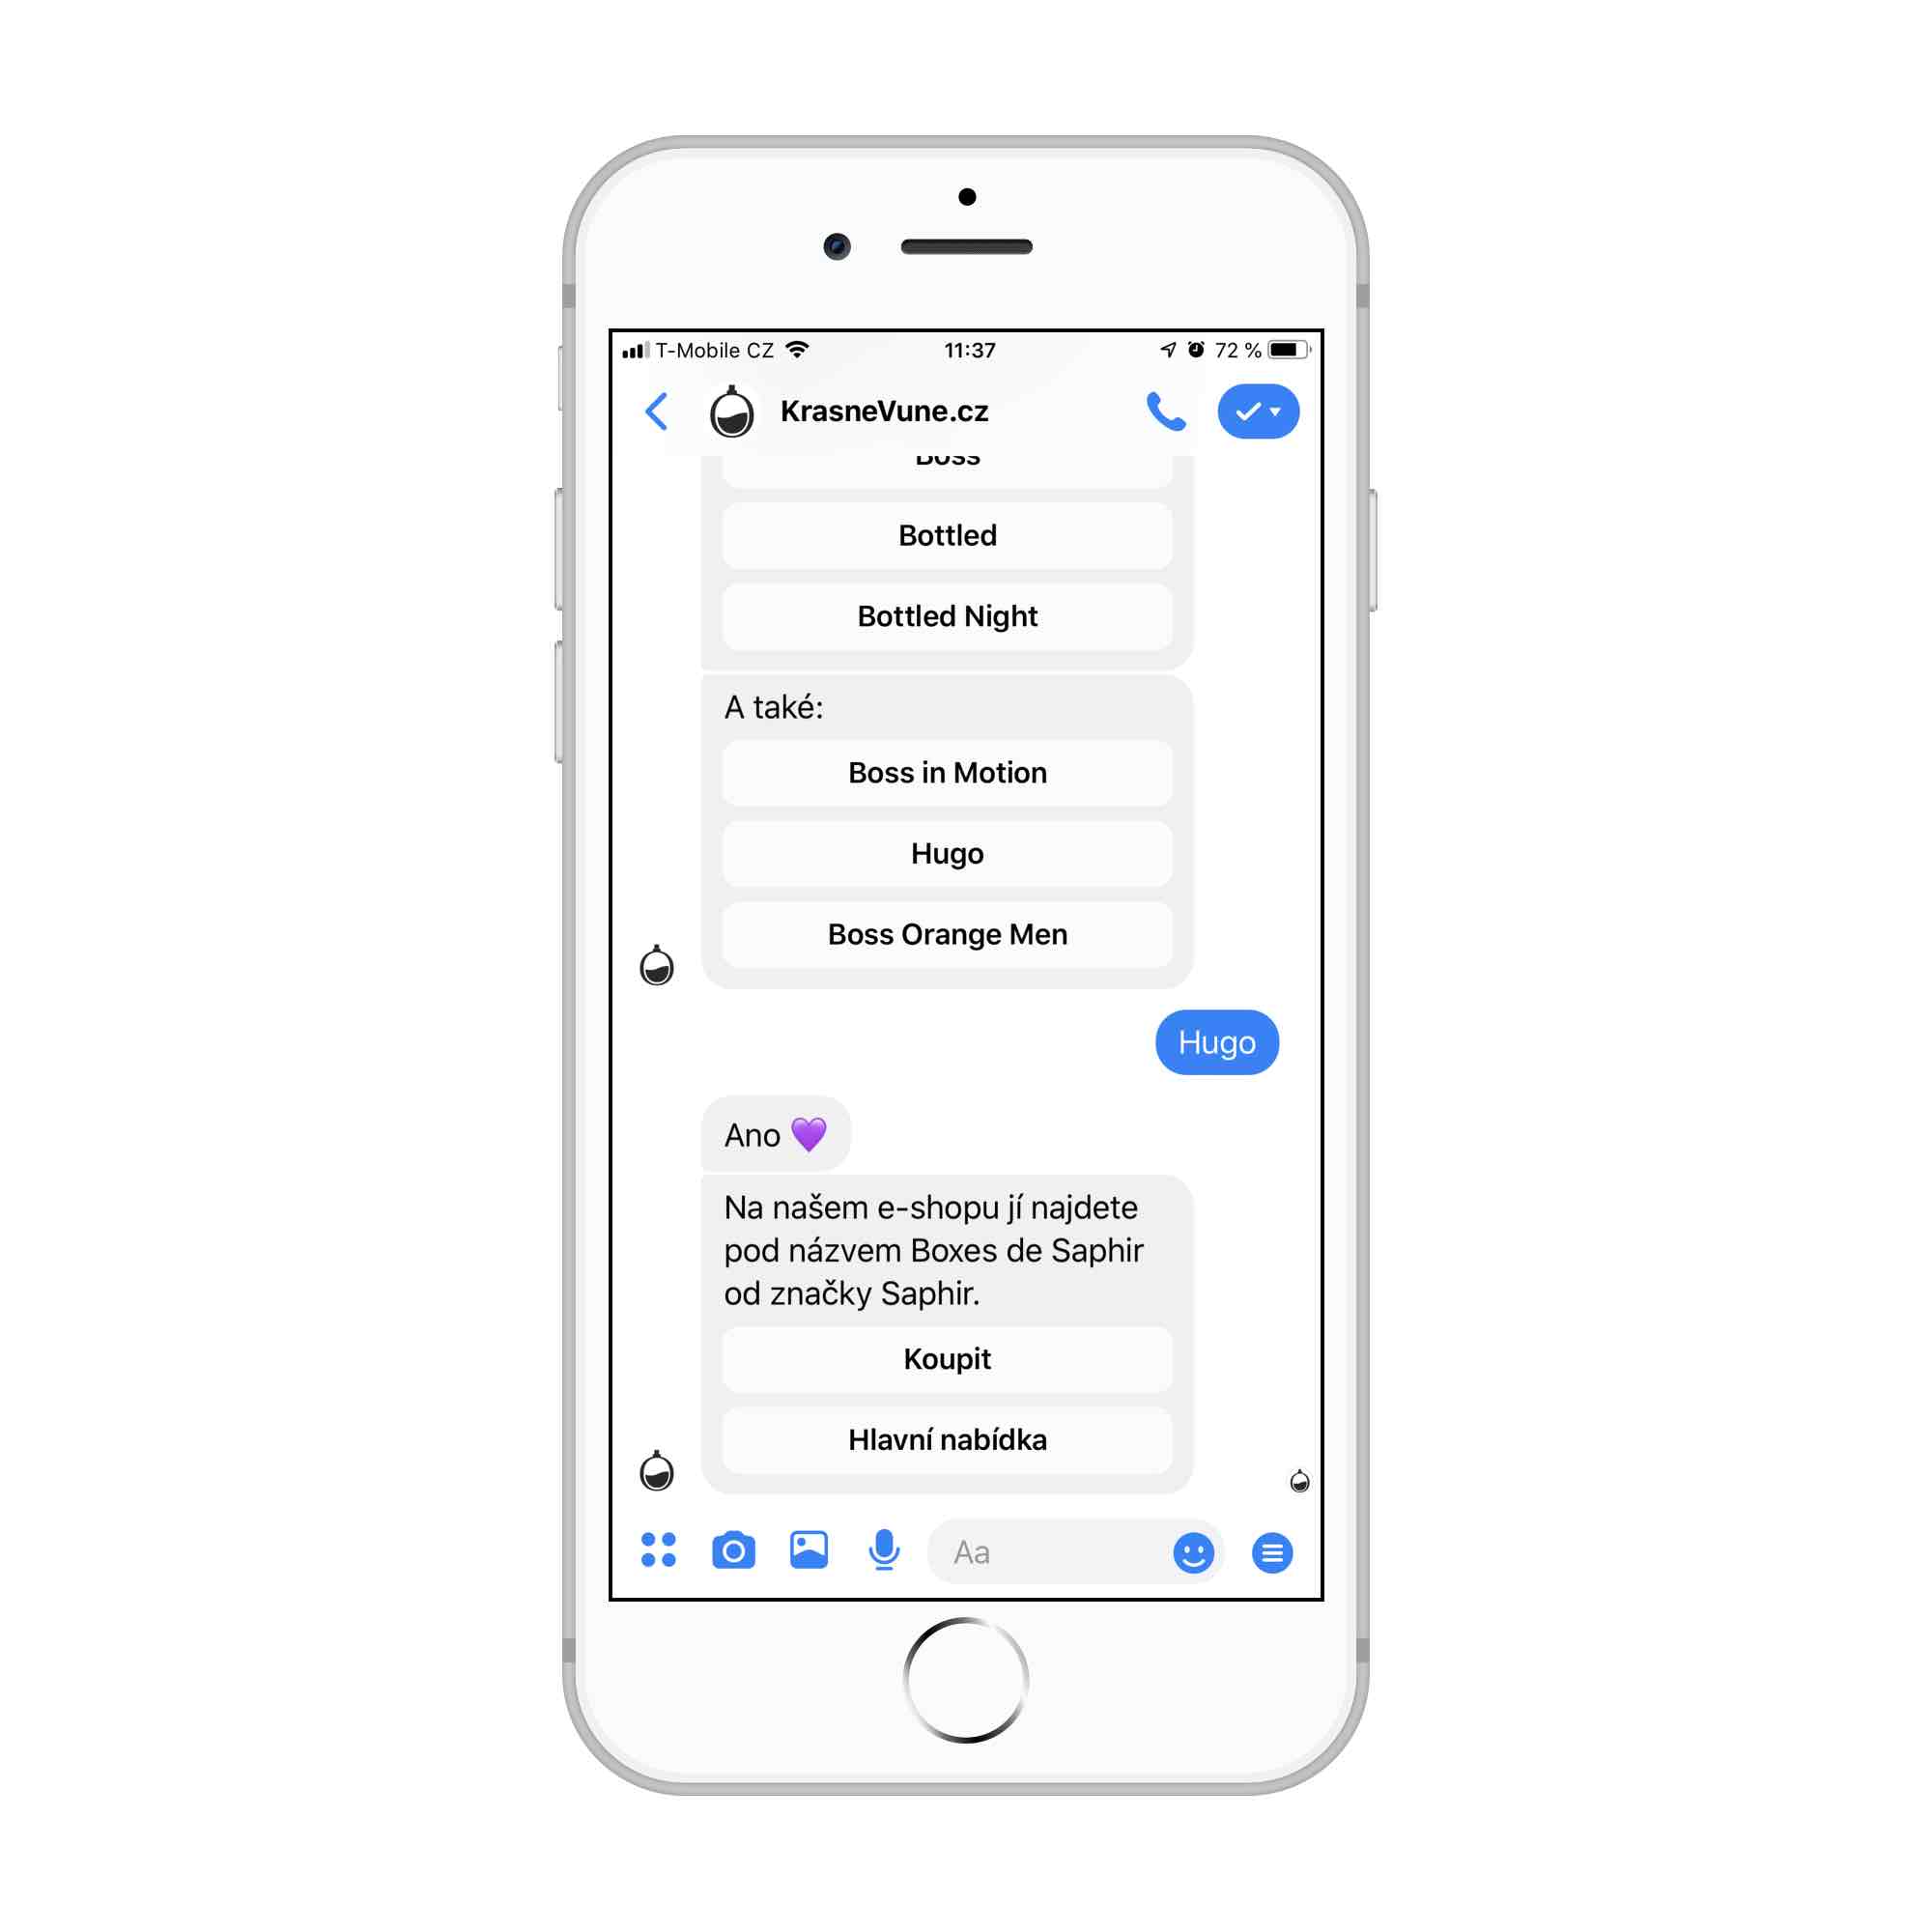 T-Mobile CZ 11:37 72 %
KrasneVune.cz
Boss
Bottled
Bottled Night
A také:
Boss in Motion
Hugo
Boss Orange Men
Hugo
Ano 💜
Na našem e-shopu jí najdete
pod názvem Boxes de Saphir
od značky Saphir.
Koupit
Hlavní nabídka
Aa